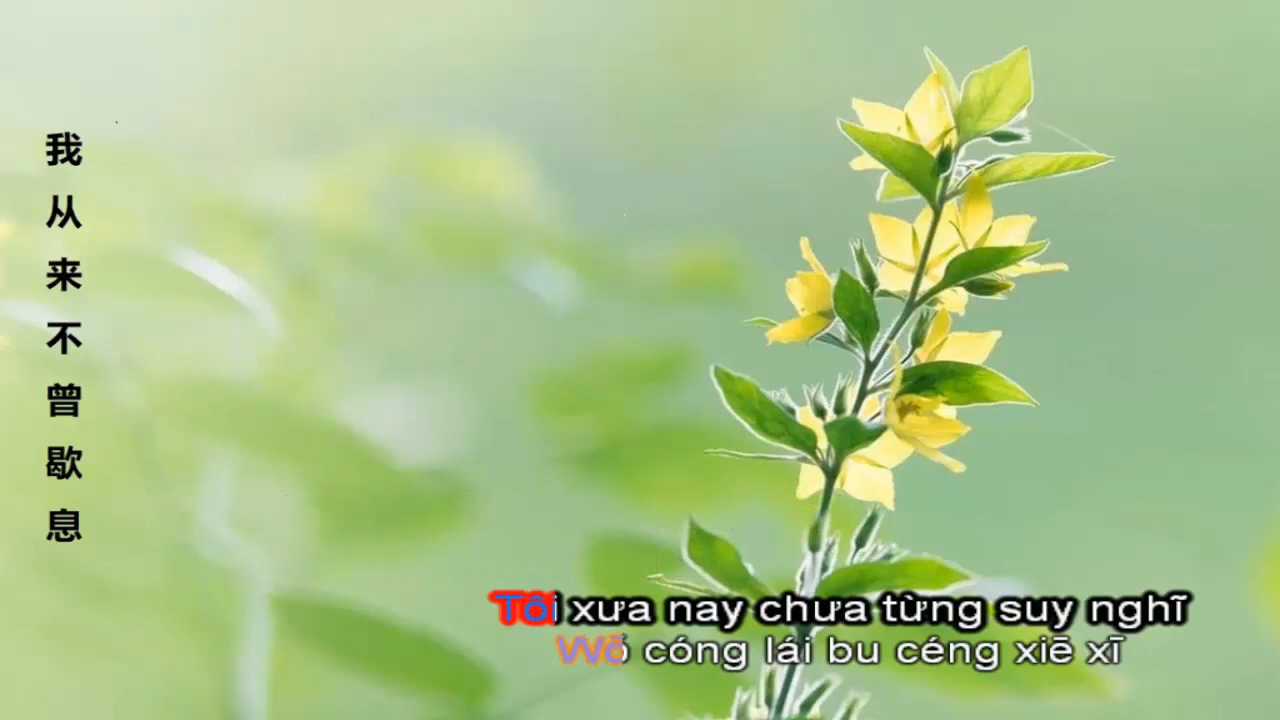 我从来不曾歇息
Tôi xưa nay chưa từng suy nghĩ
Wǒ cóng lái bu céng xiē xī